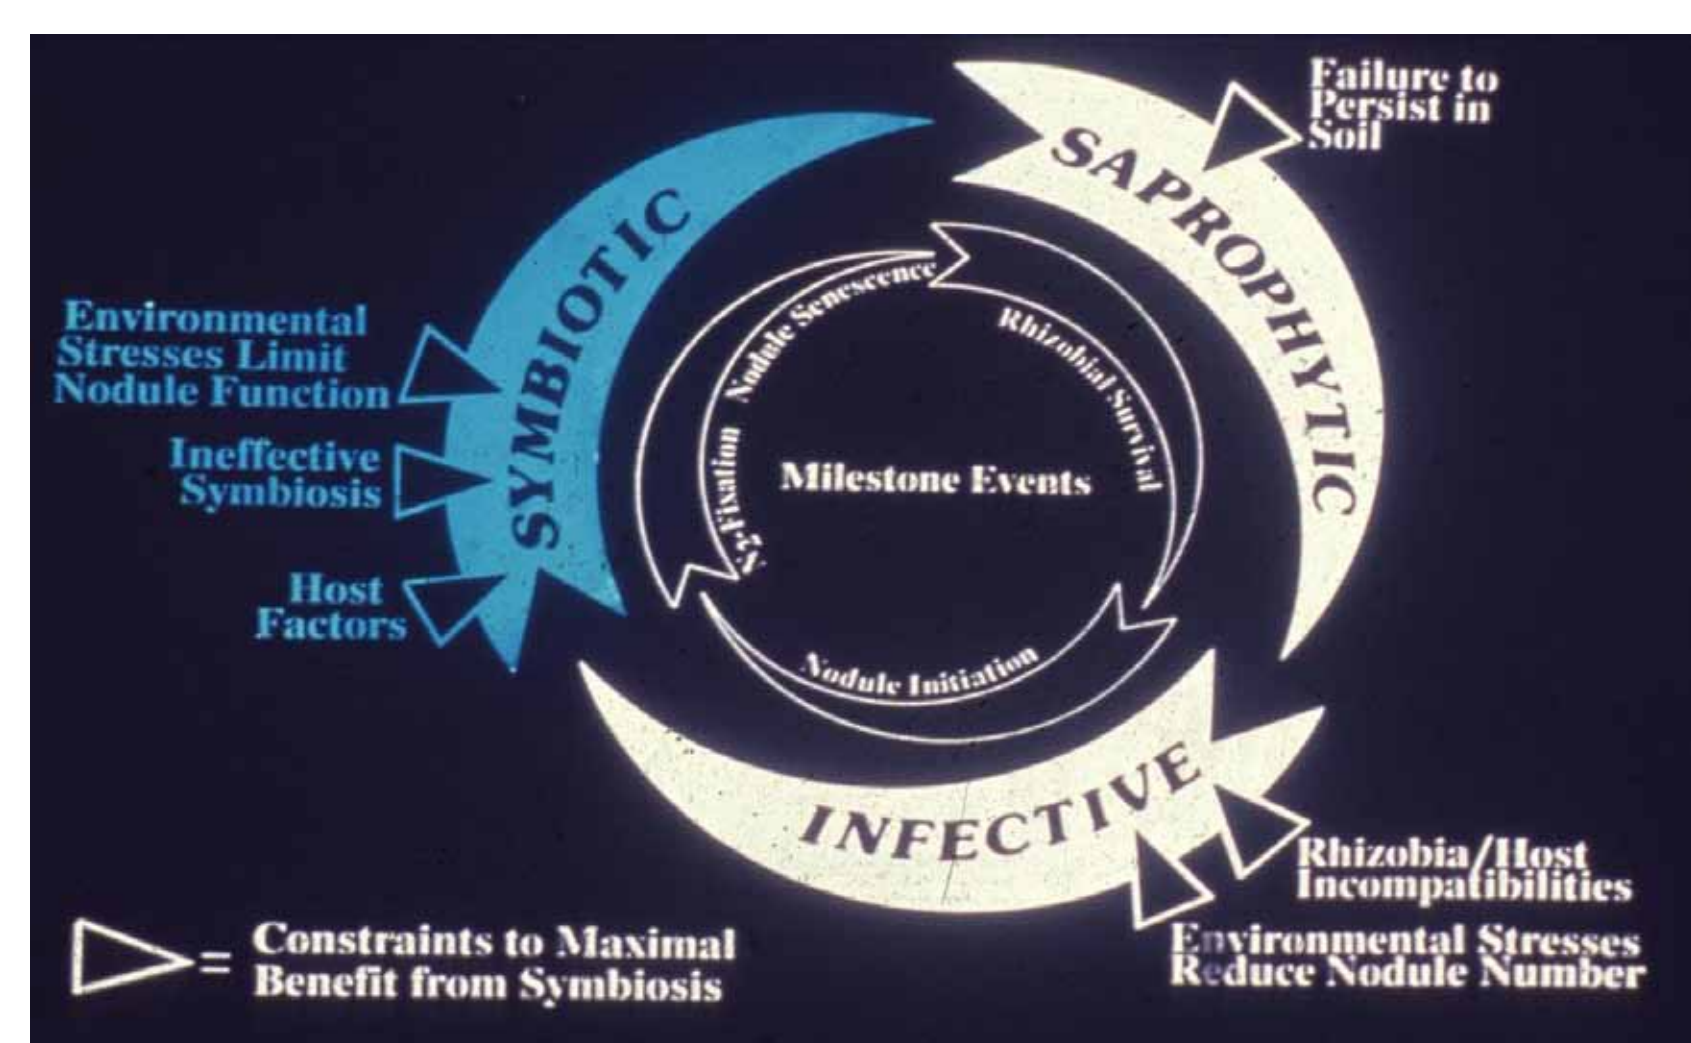 Failure to
Persist in
Soil
SAPROPHYTIC
SYMBIOTIC
Environmental
Stresses Limit
Nodule Function
Ineffective
Symbiosis
Host
Factors
Nodule Senescence
Rhizobial Survival
N2-Fixation
Milestone Events
Nodule Initiation
INFECTIVE
Rhizobia/Host
Incompatibilities
Environmental Stresses
Reduce Nodule Number
= Constraints to Maximal
Benefit from Symbiosis